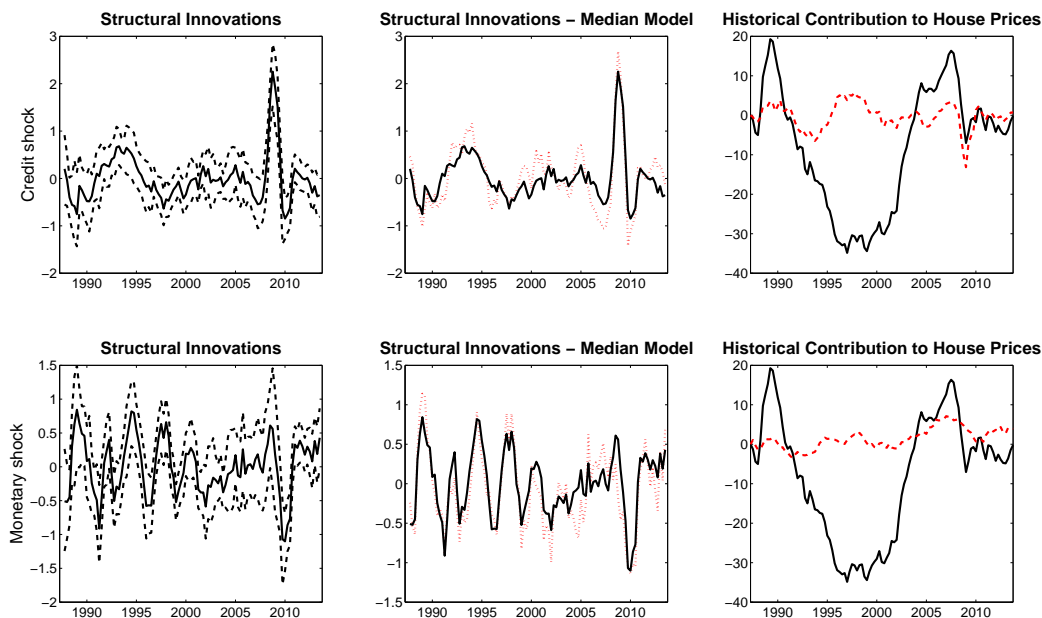 Structural Innovations
Structural Innovations – Median Model
Historical Contribution to House Prices
Credit shock
3
2
1
0
−1
−2
1990 1995 2000 2005 2010
3
2
1
0
−1
−2
1990 1995 2000 2005 2010
20
10
0
−10
−20
−30
−40
1990 1995 2000 2005 2010
Structural Innovations
Structural Innovations – Median Model
Historical Contribution to House Prices
Monetary shock
1.5
1
0.5
0
−0.5
−1
−1.5
−2
1990 1995 2000 2005 2010
1.5
1
0.5
0
−0.5
−1
−1.5
1990 1995 2000 2005 2010
20
10
0
−10
−20
−30
−40
1990 1995 2000 2005 2010